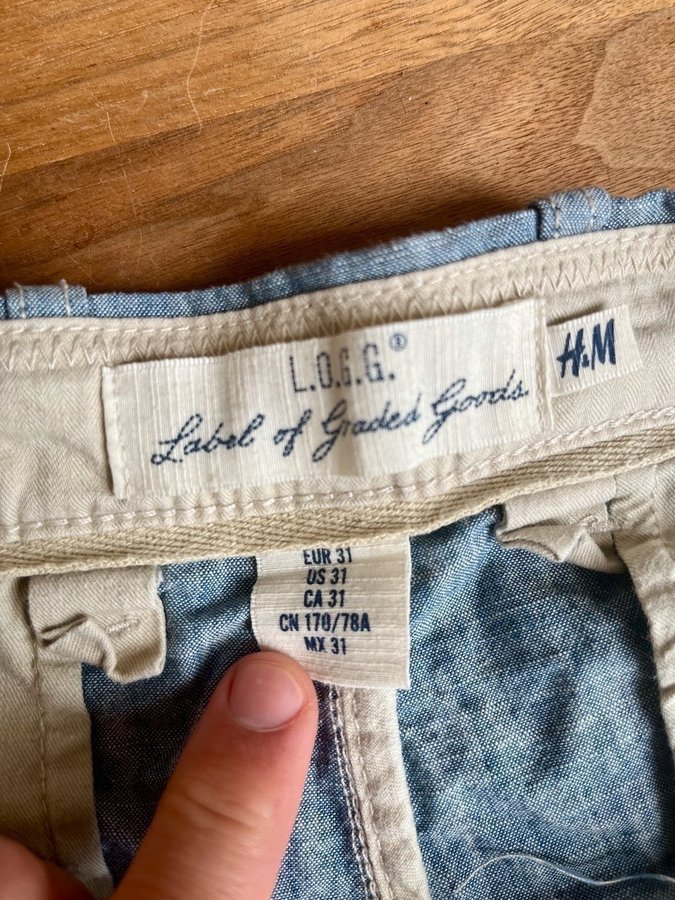 L.O.G.G.®
Label of Graded Goods
H&M
EUR 31
US 31
CA 31
CN 170/78A
MX 31